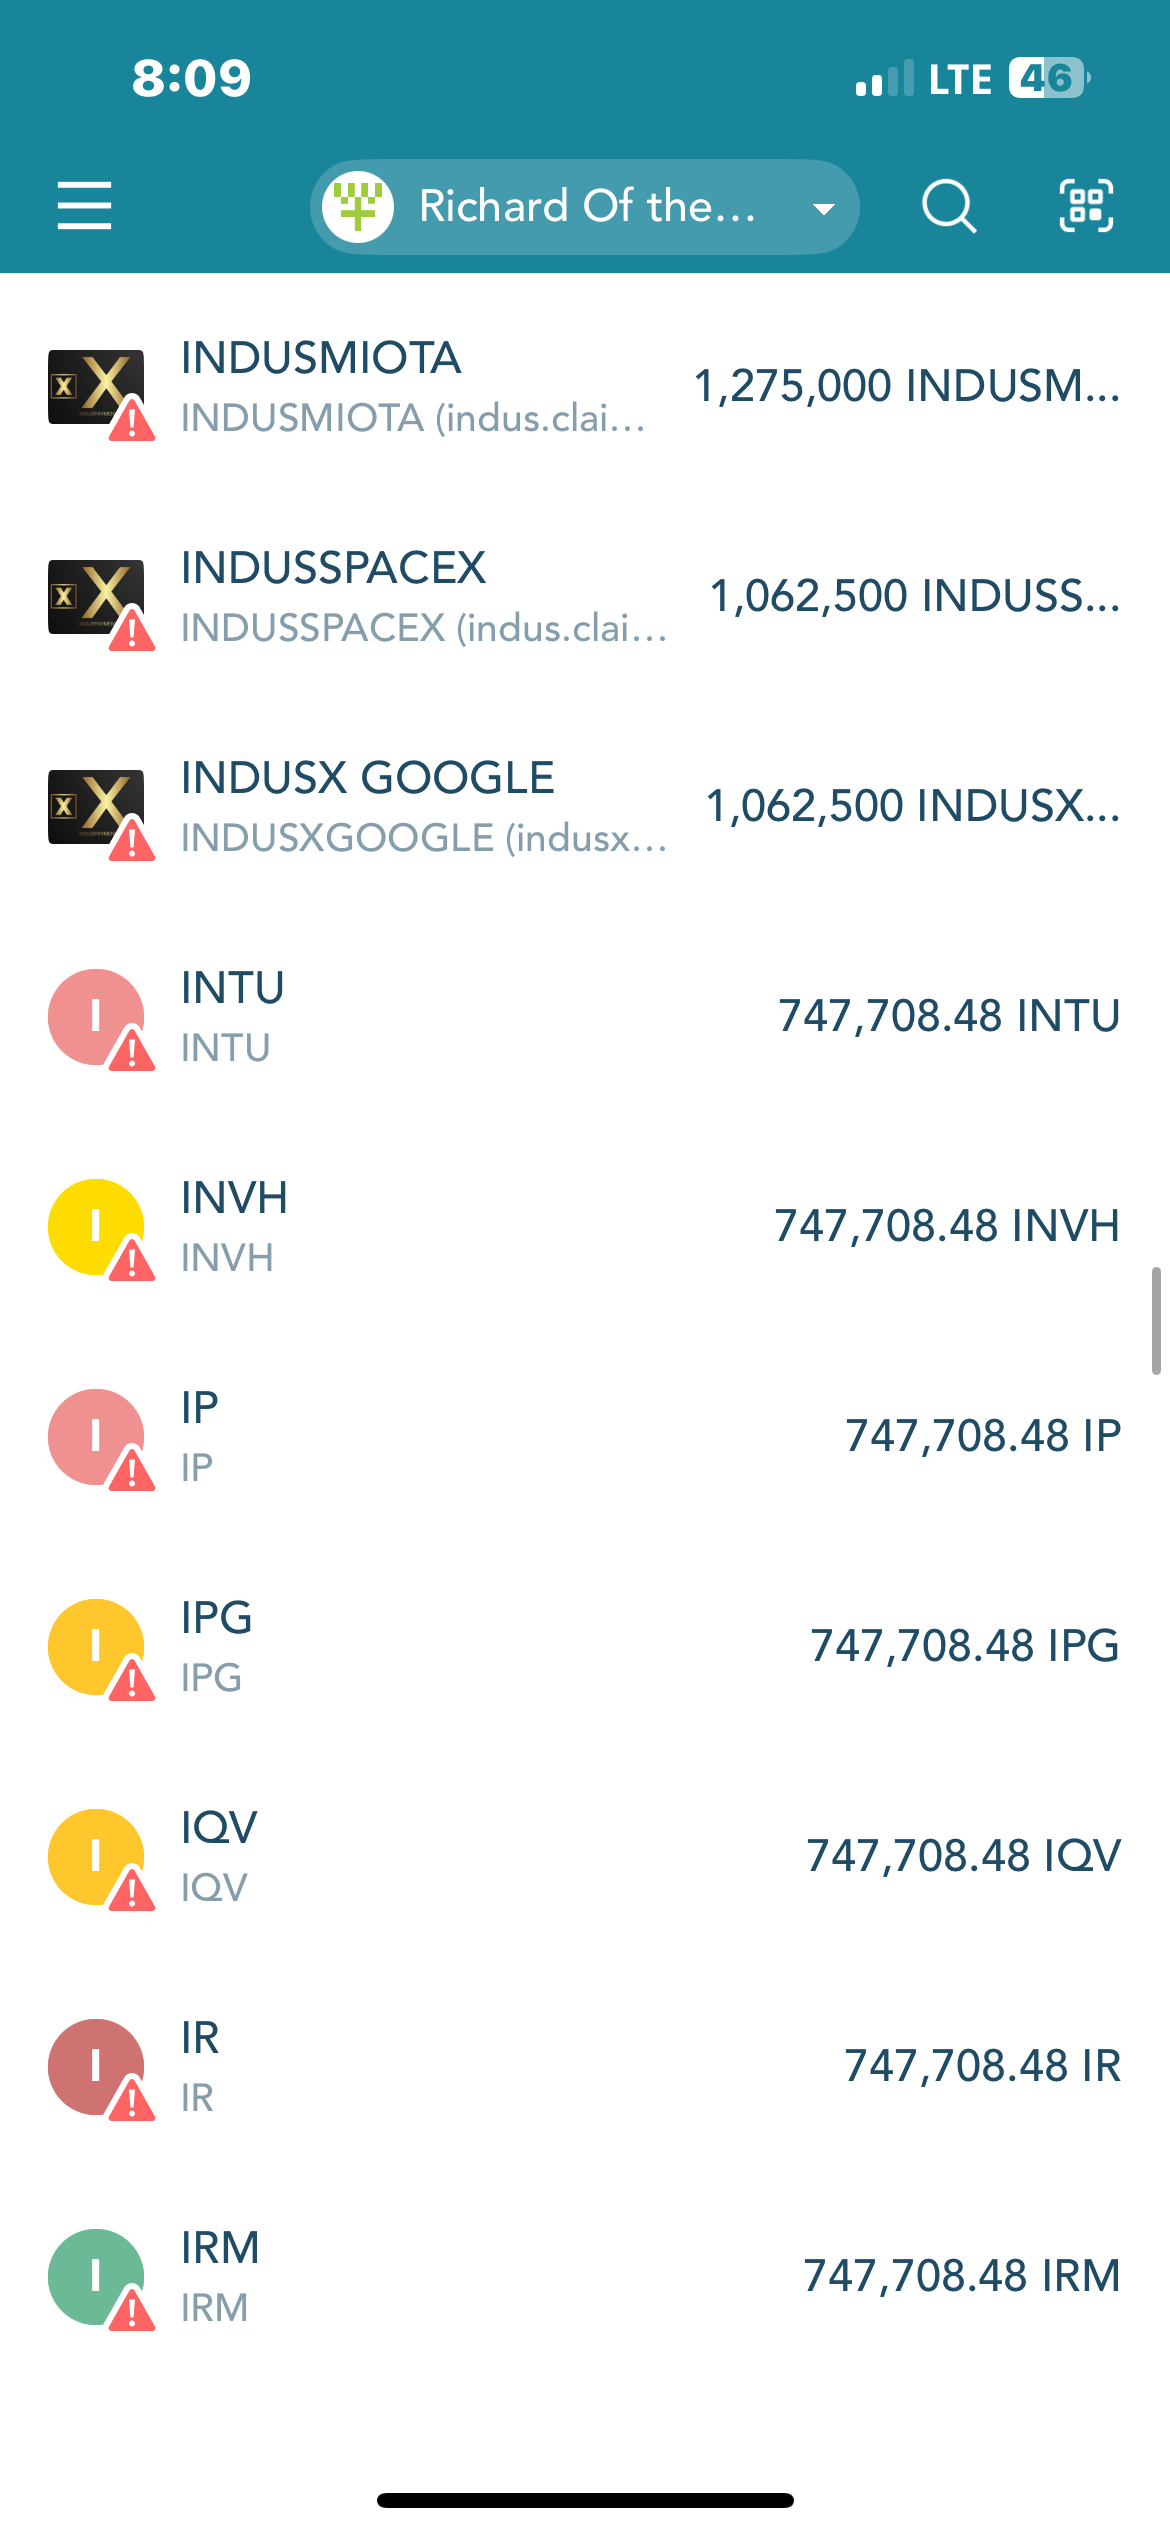 8:09
LTE 46
Richard Of the...
INDUSMIOTA
1,275,000 INDUSM...
INDUSMIOTA (indus.clai...
INDUSSPACEX
1,062,500 INDUSS...
INDUSSPACEX (indus.clai...
INDUSX GOOGLE
1,062,500 INDUSX...
INDUSXGOOGLE (indusx...
I
INTU
747,708.48 INTU
INTU
I
INVH
747,708.48 INVH
INVH
I
IP
747,708.48 IP
IP
I
IPG
747,708.48 IPG
IPG
I
IQV
747,708.48 IQV
IQV
I
IR
747,708.48 IR
IR
I
IRM
747,708.48 IRM
IRM